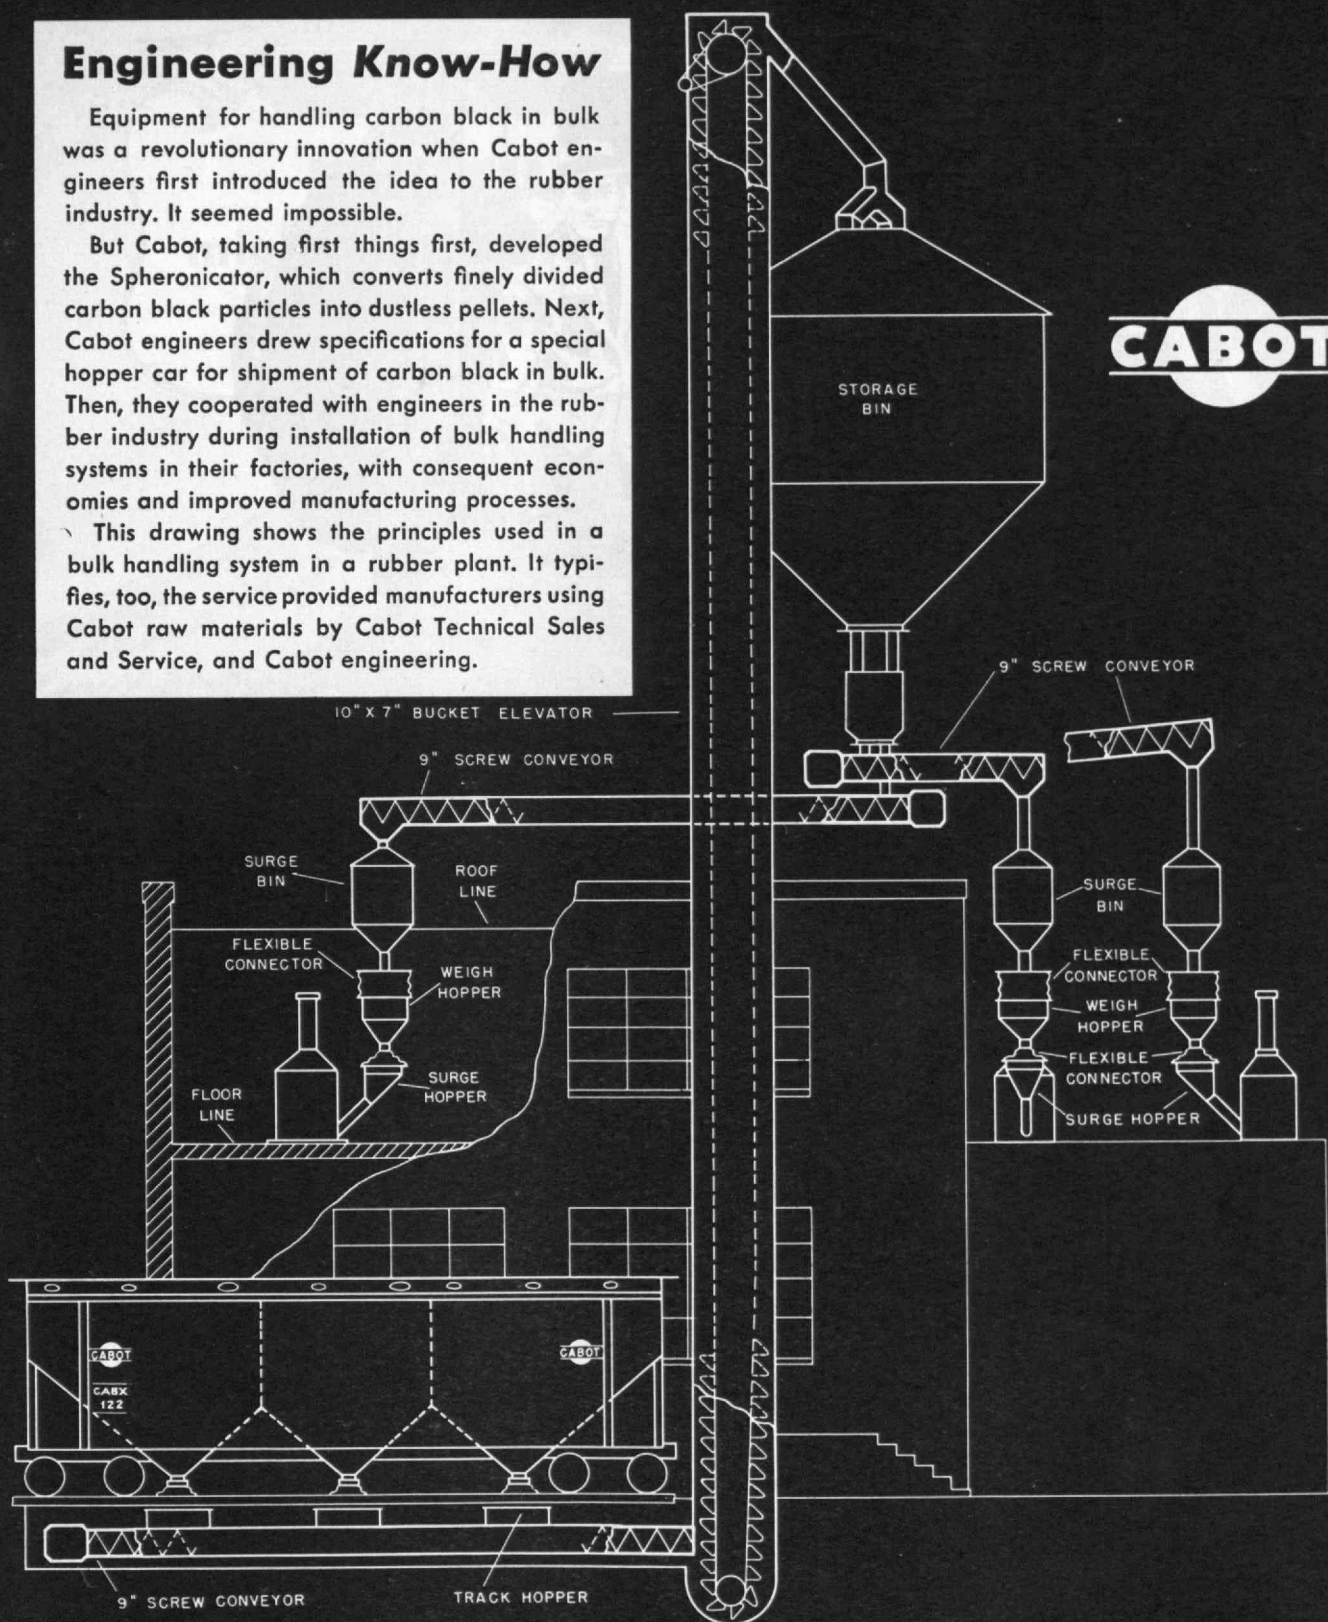 Engineering Know-How
Equipment for handling carbon black in bulk
was a revolutionary innovation when Cabot en-
gineers first introduced the idea to the rubber
industry. It seemed impossible.
But Cabot, taking first things first, developed
the Spheronicator, which converts finely divided
carbon black particles into dustless pellets. Next,
Cabot engineers drew specifications for a special
hopper car for shipment of carbon black in bulk.
Then, they cooperated with engineers in the rub-
ber industry during installation of bulk handling
systems in their factories, with consequent econ-
omies and improved manufacturing processes.
This drawing shows the principles used in a
bulk handling system in a rubber plant. It typi-
fies, too, the service provided manufacturers using
Cabot raw materials by Cabot Technical Sales
and Service, and Cabot engineering.
CABOT
STORAGE
BIN
9" SCREW CONVEYOR
10" X 7" BUCKET ELEVATOR
9" SCREW CONVEYOR
SURGE
BIN
ROOF
LINE
FLEXIBLE
CONNECTOR
WEIGH
HOPPER
SURGE
HOPPER
FLOOR
LINE
SURGE
BIN
FLEXIBLE
CONNECTOR
WEIGH
HOPPER
FLEXIBLE
CONNECTOR
SURGE HOPPER
CABOT
CABX
122
CABOT
9" SCREW CONVEYOR
TRACK HOPPER